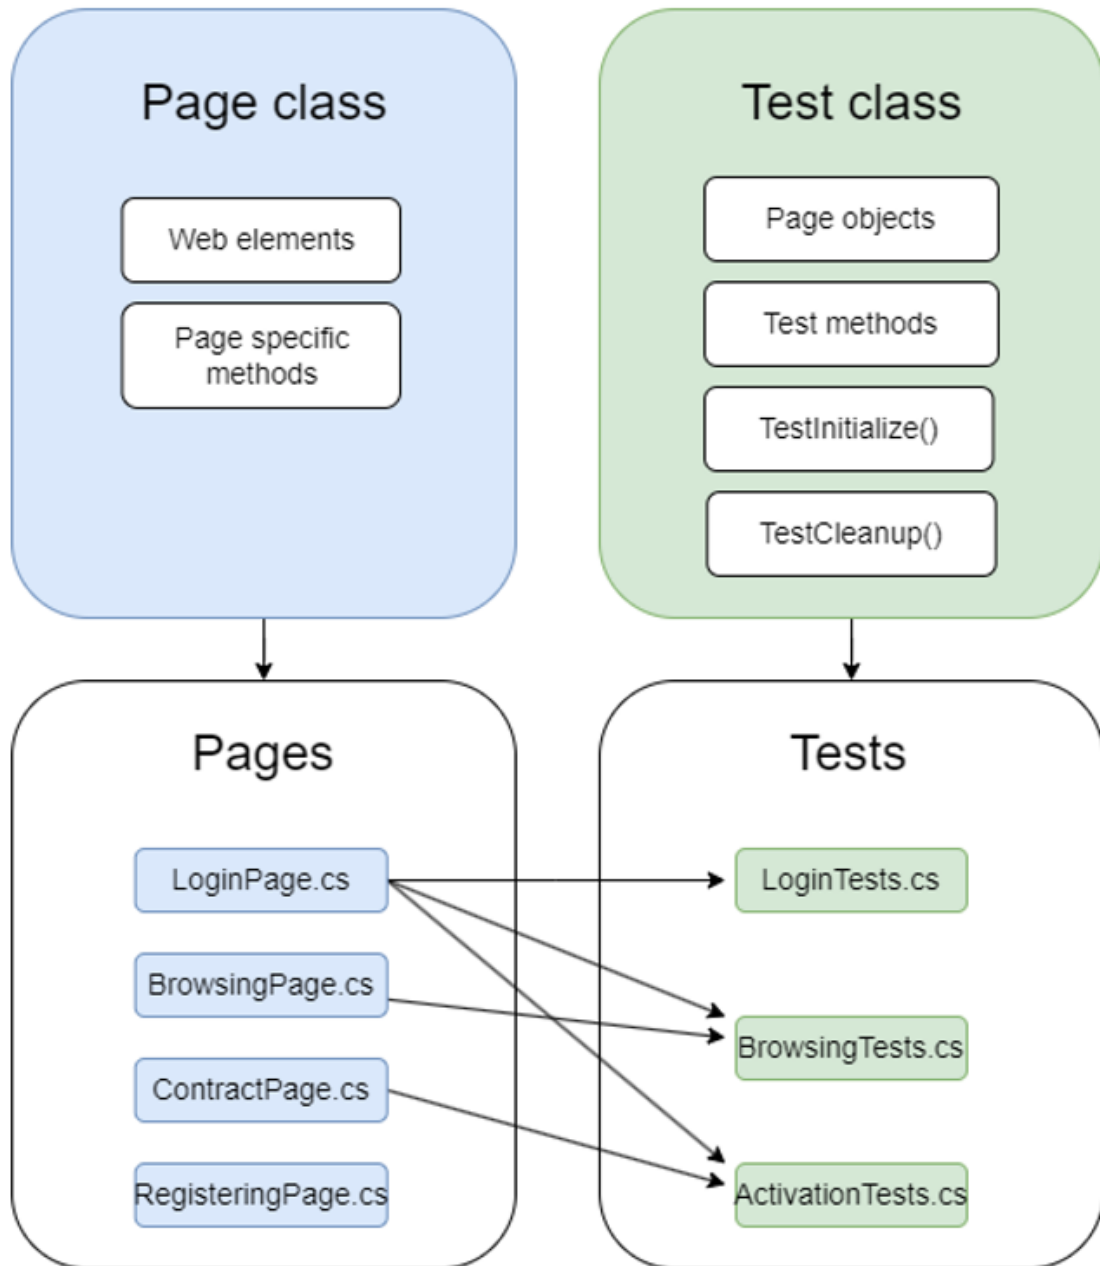 Page class
Web elements
Page specific
methods
Test class
Page objects
Test methods
TestInitialize()
TestCleanup()
Pages
LoginPage.cs
BrowsingPage.cs
ContractPage.cs
RegisteringPage.cs
Tests
LoginTests.cs
BrowsingTests.cs
ActivationTests.cs